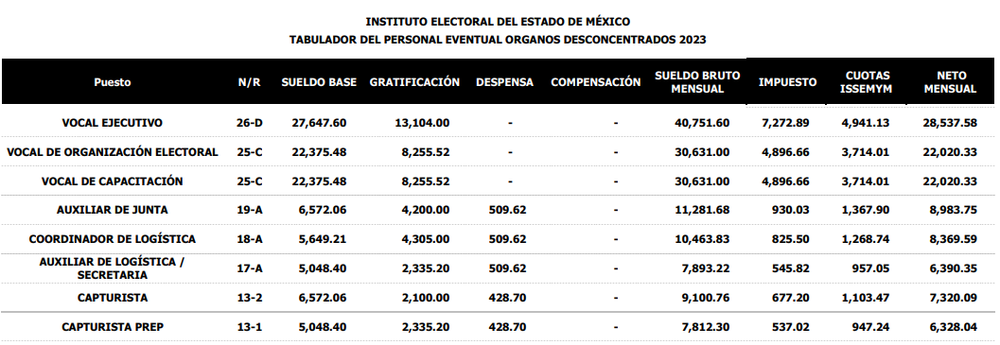 INSTITUTO ELECTORAL DEL ESTADO DE MÉXICO
TABULADOR DEL PERSONAL EVENTUAL ORGANOS DESCONCENTRADOS 2023
Puesto N/R SUELDO BASE GRATIFICACIÓN DESPENSA COMPENSACIÓN SUELDO BRUTO MENSUAL IMPUESTO CUOTAS ISSEMYM NETO MENSUAL
VOCAL EJECUTIVO 26-D 27,647.60 13,104.00 - - 40,751.60 7,272.89 4,941.13 28,537.58
VOCAL DE ORGANIZACIÓN ELECTORAL 25-C 22,375.48 8,255.52 - - 30,631.00 4,896.66 3,714.01 22,020.33
VOCAL DE CAPACITACIÓN 25-C 22,375.48 8,255.52 - - 30,631.00 4,896.66 3,714.01 22,020.33
AUXILIAR DE JUNTA 19-A 6,572.06 4,200.00 509.62 - 11,281.68 930.03 1,367.90 8,983.75
COORDINADOR DE LOGÍSTICA 18-A 5,649.21 4,305.00 509.62 - 10,463.83 825.50 1,268.74 8,369.59
AUXILIAR DE LOGÍSTICA / SECRETARIA 17-A 5,048.40 2,335.20 509.62 - 7,893.22 545.82 957.05 6,390.35
CAPTURISTA 13-2 6,572.06 2,100.00 428.70 - 9,100.76 677.20 1,103.47 7,320.09
CAPTURISTA PREP 13-1 5,048.40 2,335.20 428.70 - 7,812.30 537.02 947.24 6,328.04